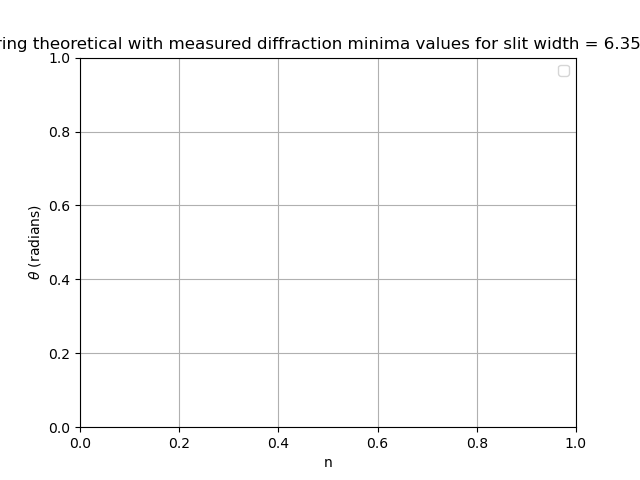 ring theoretical with measured diffraction minima values for slit width = 6.35
1.0
0.8
0.6
0.4
0.2
0.0
θ (radians)
0.0 0.2 0.4 0.6 0.8 1.0
n